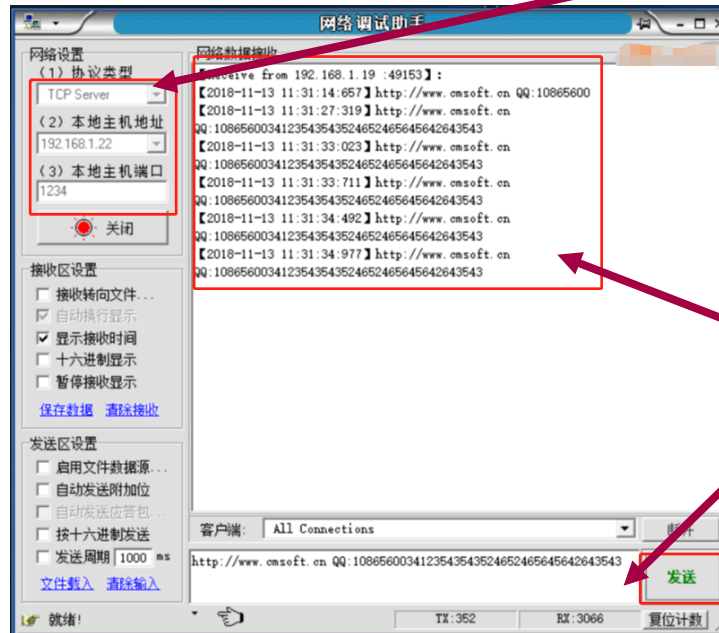 网络调试助手
网络设置
(1) 协议类型
TCP Server
(2) 本地主机地址
192.168.1.22
(3) 本地主机端口
1234
关闭
接收区设置
接收转向文件...
自动换行显示
显示接收时间
十六进制显示
暂停接收显示
保存数据 清除接收
发送区设置
启用文件数据源...
自动发送附加位
自动发送应答包...
按十六进制发送
发送周期 1000 ms
文件载入 清除输入
网络数据接收
【Receive from 192.168.1.19 :49153】:
【2018-11-13 11:31:14:657】http://www.cmsoft.cn QQ:10865600
【2018-11-13 11:31:27:319】http://www.cmsoft.cn
QQ:10865600341235435435246524656456426435​43
【2018-11-13 11:31:33:023】http://www.cmsoft.cn
QQ:1086560034123543543524652465645642643543
【2018-11-13 11:31:33:711】http://www.cmsoft.cn
QQ:1086560034123543543524652465645642643543
【2018-11-13 11:31:34:492】http://www.cmsoft.cn
QQ:1086560034123543543524652465645642643543
【2018-11-13 11:31:34:977】http://www.cmsoft.cn
QQ:1086560034123543543524652465645642643543
客户端: All Connections
http://www.cmsoft.cn QQ:1086560034123543543524652465645642643543
发送
就绪!
TX:352
RX:3066
复位计数